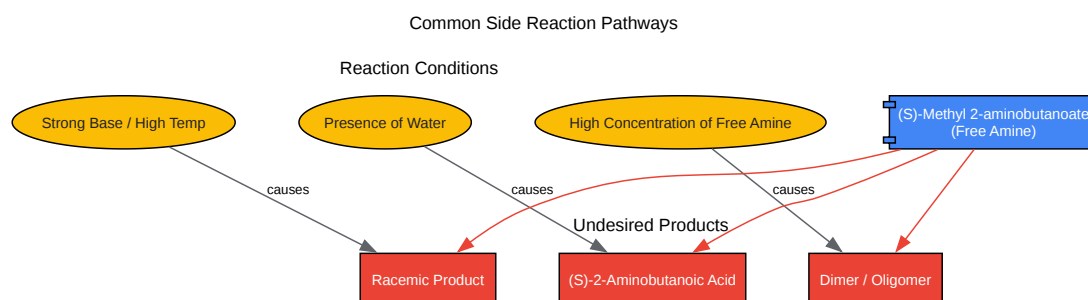 Common Side Reaction Pathways
Reaction Conditions
Strong Base / High Temp
Presence of Water
High Concentration of Free Amine
(S)-Methyl 2-aminobutanoate
(Free Amine)
causes
causes
causes
Undesired Products
Racemic Product
(S)-2-Aminobutanoic Acid
Dimer / Oligomer